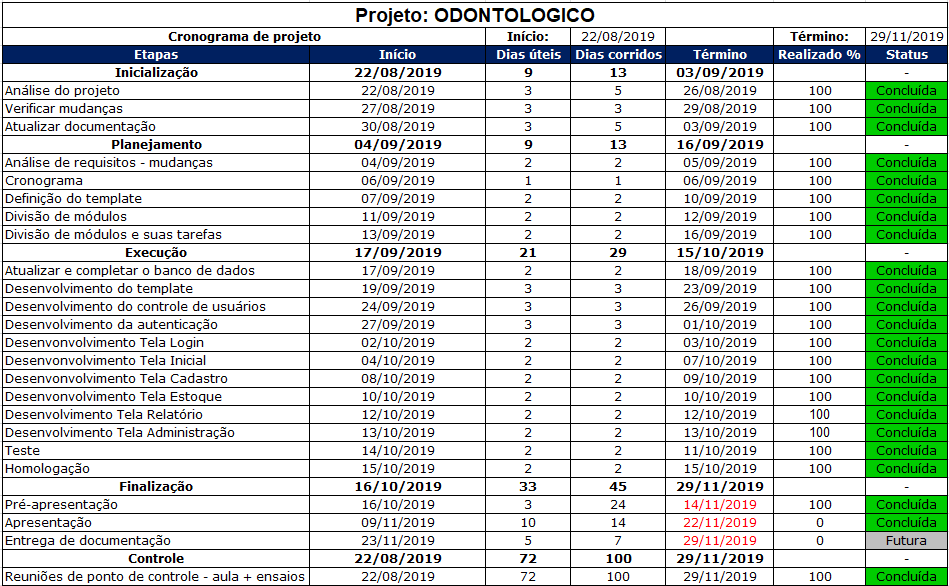 Projeto: ODONTOLOGICO
Cronograma de projeto Início: 22/08/2019 Término: 29/11/2019
Etapas Início Dias úteis Dias corridos Término Realizado % Status
Inicialização 22/08/2019 9 13 03/09/2019 -
Análise do projeto 22/08/2019 3 5 26/08/2019 100 Concluída
Verificar mudanças 27/08/2019 3 3 29/08/2019 100 Concluída
Atualizar documentação 30/08/2019 3 5 03/09/2019 100 Concluída
Planejamento 04/09/2019 9 13 16/09/2019 -
Análise de requisitos - mudanças 04/09/2019 2 2 05/09/2019 100 Concluída
Cronograma 06/09/2019 1 1 06/09/2019 100 Concluída
Definição do template 07/09/2019 2 2 10/09/2019 100 Concluída
Divisão de módulos 11/09/2019 2 2 12/09/2019 100 Concluída
Divisão de módulos e suas tarefas 13/09/2019 2 2 16/09/2019 100 Concluída
Execução 17/09/2019 21 29 15/10/2019 -
Atualizar e completar o banco de dados 17/09/2019 2 2 18/09/2019 100 Concluída
Desenvolvimento do template 19/09/2019 3 3 23/09/2019 100 Concluída
Desenvolvimento do controle de usuários 24/09/2019 3 3 26/09/2019 100 Concluída
Desenvolvimento da autenticação 27/09/2019 3 3 01/10/2019 100 Concluída
Desenvonvolvimento Tela Login 02/10/2019 2 2 03/10/2019 100 Concluída
Desenvonvolvimento Tela Inicial 04/10/2019 2 2 07/10/2019 100 Concluída
Desenvonvolvimento Tela Cadastro 08/10/2019 2 2 09/10/2019 100 Concluída
Desenvonvolvimento Tela Estoque 10/10/2019 2 2 10/10/2019 100 Concluída
Desenvolvimento Tela Relatório 12/10/2019 2 2 12/10/2019 100 Concluída
Desenvolvimento Tela Administração 13/10/2019 2 2 13/10/2019 100 Concluída
Teste 14/10/2019 2 2 11/10/2019 100 Concluída
Homologação 15/10/2019 2 2 15/10/2019 100 Concluída
Finalização 16/10/2019 33 45 29/11/2019 -
Pré-apresentação 16/10/2019 3 24 14/11/2019 100 Concluída
Apresentação 09/11/2019 10 14 22/11/2019 0 Concluída
Entrega de documentação 23/11/2019 5 7 29/11/2019 0 Futura
Controle 22/08/2019 72 100 29/11/2019 -
Reuniões de ponto de controle - aula + ensaios 22/08/2019 72 100 29/11/2019 100 Concluída